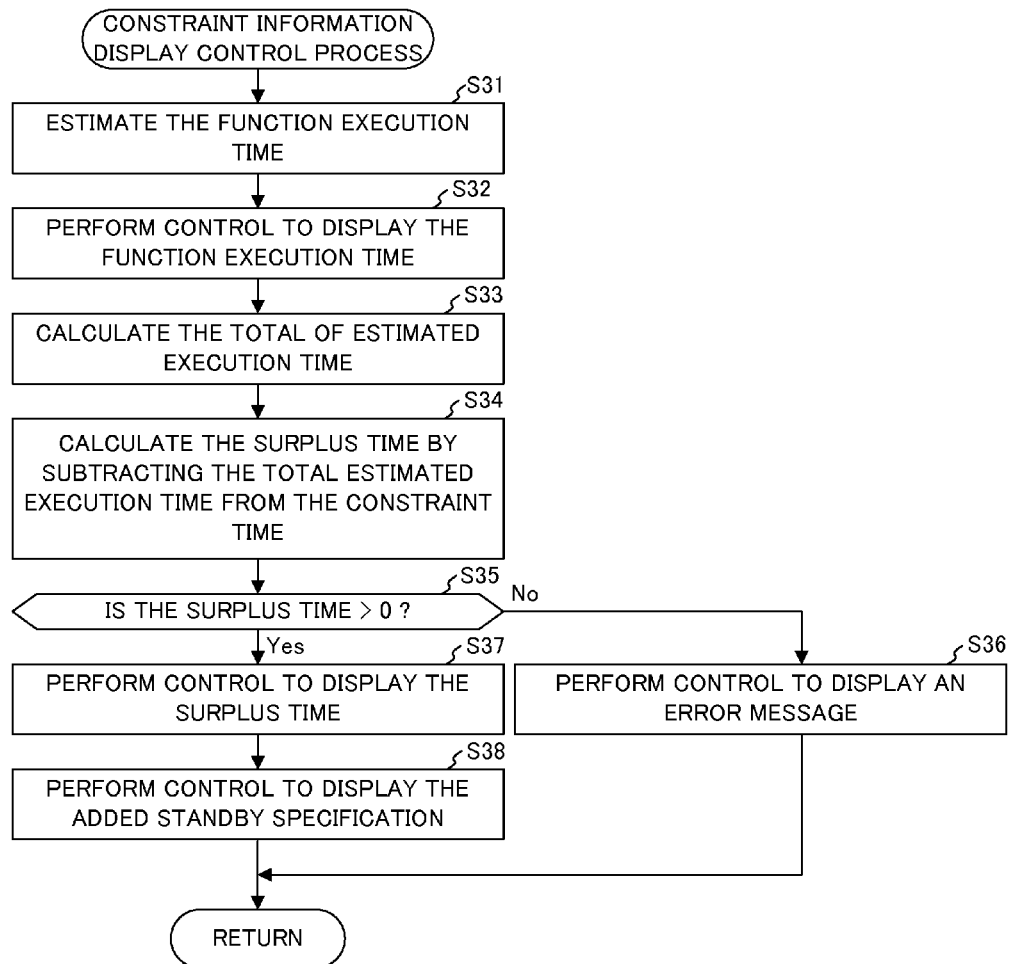 CONSTRAINT INFORMATION
DISPLAY CONTROL PROCESS
S31
ESTIMATE THE FUNCTION EXECUTION
TIME
S32
PERFORM CONTROL TO DISPLAY THE
FUNCTION EXECUTION TIME
S33
CALCULATE THE TOTAL OF ESTIMATED
EXECUTION TIME
S34
CALCULATE THE SURPLUS TIME BY
SUBTRACTING THE TOTAL ESTIMATED
EXECUTION TIME FROM THE CONSTRAINT
TIME
S35
IS THE SURPLUS TIME > 0 ?
No
Yes
S37
PERFORM CONTROL TO DISPLAY THE
SURPLUS TIME
S36
PERFORM CONTROL TO DISPLAY AN
ERROR MESSAGE
S38
PERFORM CONTROL TO DISPLAY THE
ADDED STANDBY SPECIFICATION
RETURN